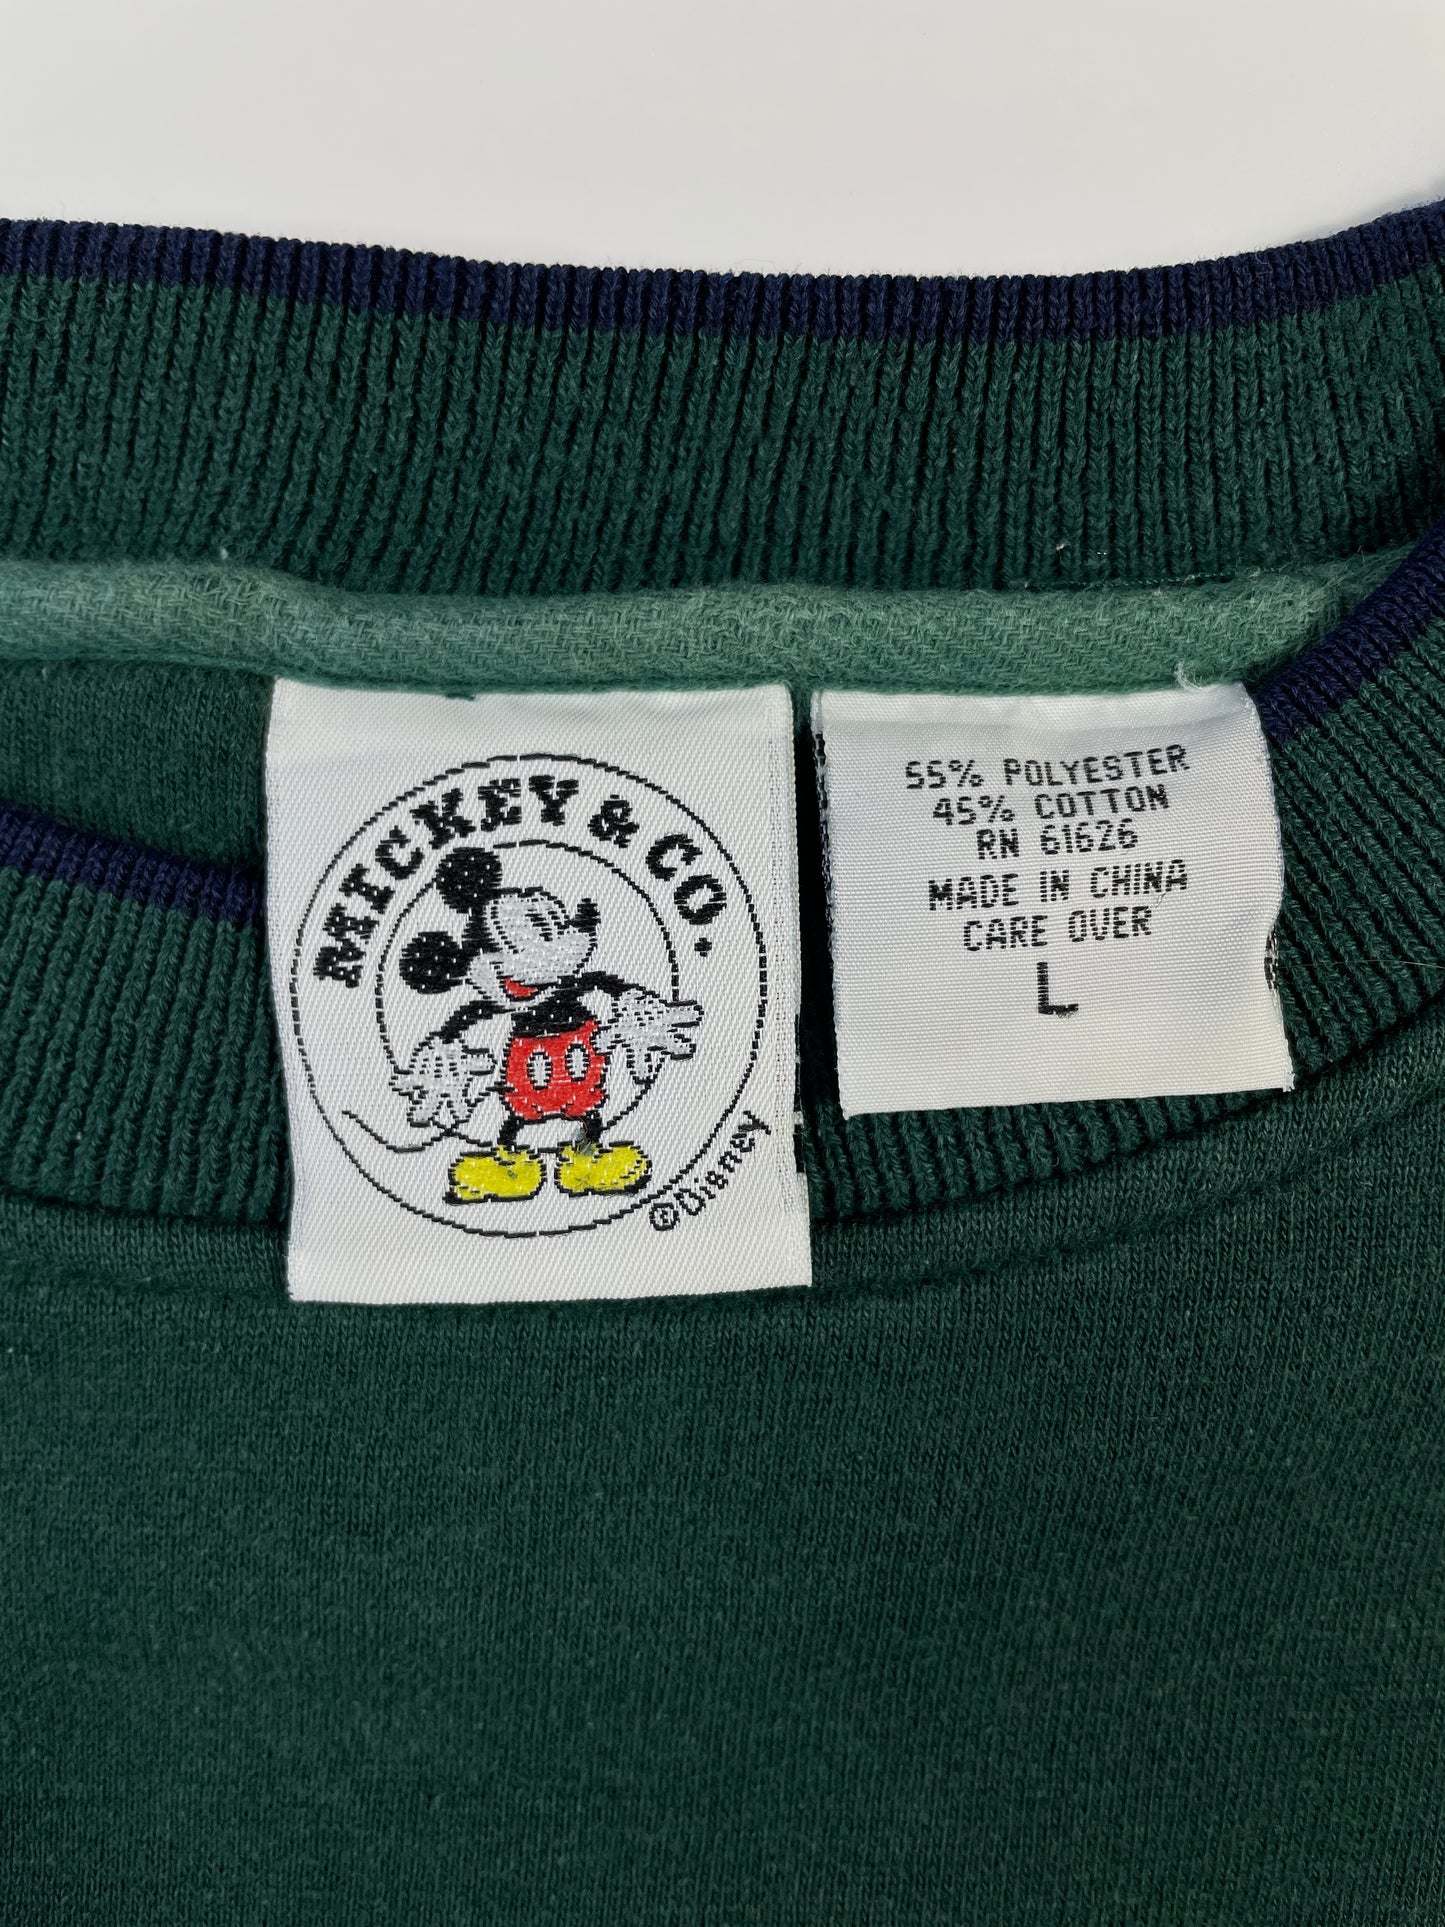 MICKEY & CO.
©Disney
55% POLYESTER
45% COTTON
RN 61626
MADE IN CHINA
CARE OVER
L